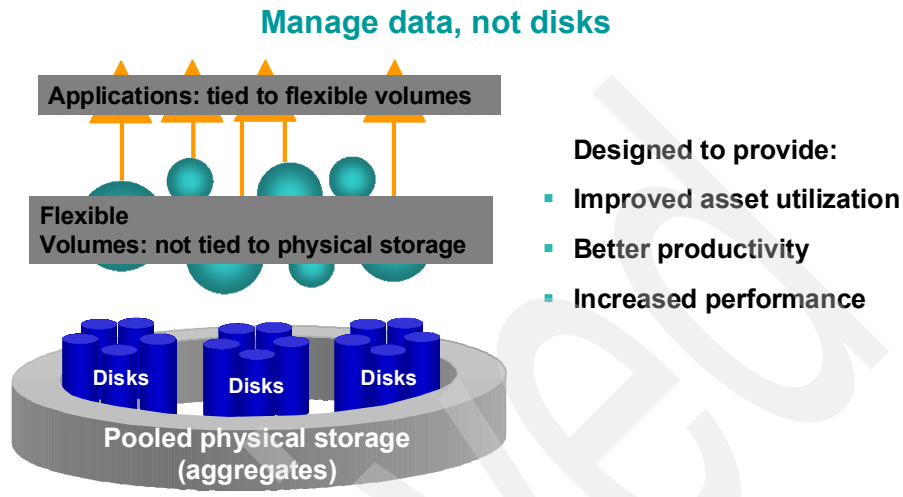 Manage data, not disks
Applications: tied to flexible volumes
Flexible
Volumes: not tied to physical storage
Disks
Disks
Disks
Pooled physical storage
(aggregates)
Designed to provide:
Improved asset utilization
Better productivity
Increased performance